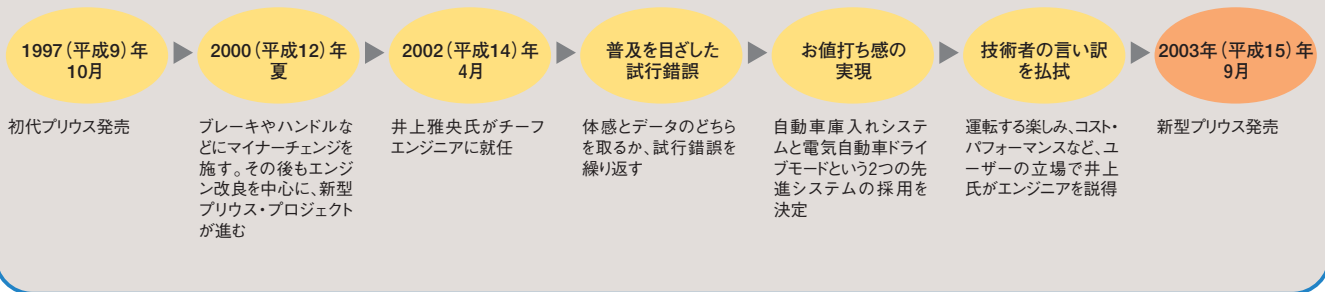 1997（平成9）年
10月
初代プリウス発売
2000（平成12）年
夏
ブレーキやハンドルな
どにマイナーチェンジを
施す。その後もエンジ
ン改良を中心に、新型
プリウス・プロジェクト
が進む
2002（平成14）年
4月
井上雅央氏がチーフ
エンジニアに就任
普及を目ざした
試行錯誤
体感とデータのどちら
を取るか、試行錯誤を
繰り返す
お値打ち感の
実現
自動車庫入れシステ
ムと電気自動車ドライ
ブモードという2つの先
進システムの採用を
決定
技術者の言い訳
を払拭
運転する楽しみ、コスト・
パフォーマンスなど、ユ
ーザーの立場で井上
氏がエンジニアを説得
2003年（平成15）年
9月
新型プリウス発売